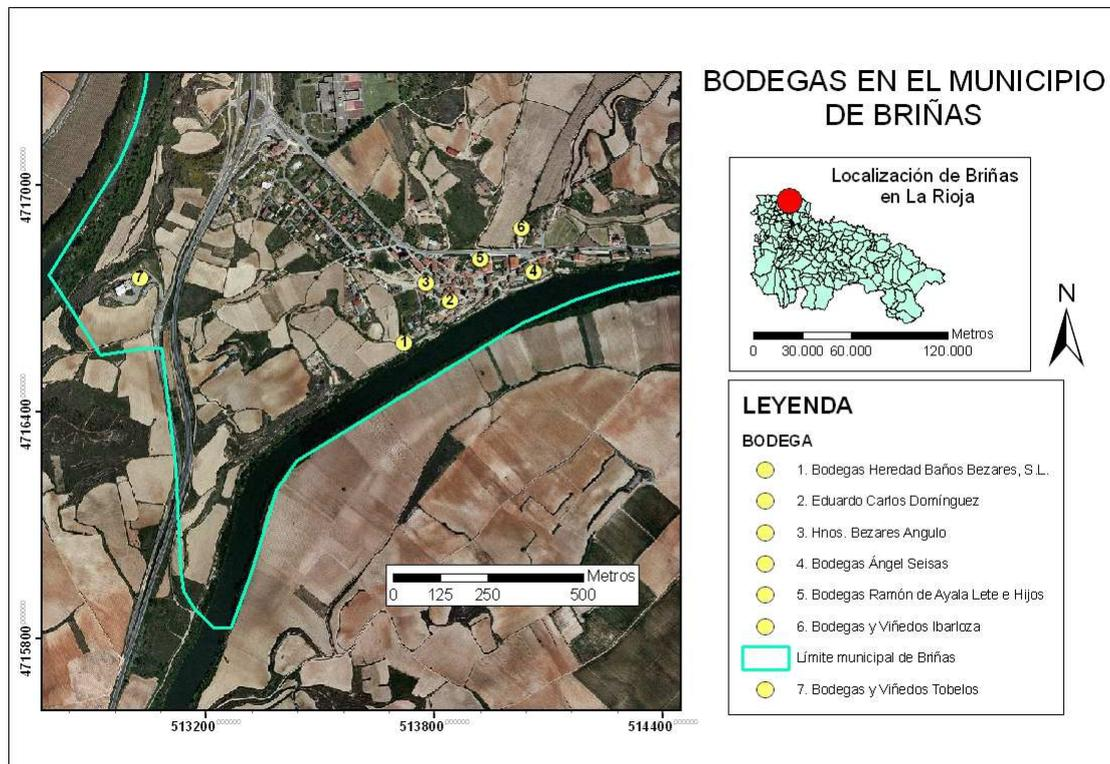 BODEGAS EN EL MUNICIPIO
DE BRIÑAS
Localización de Briñas
en La Rioja
Metros
0 30.000 60.000 120.000
N
LEYENDA
BODEGA
1. Bodegas Heredad Baños Bezares, S.L.
2. Eduardo Carlos Domínguez
3. Hnos. Bezares Angulo
4. Bodegas Ángel Seisas
5. Bodegas Ramón de Ayala Lete e Hijos
6. Bodegas y Viñedos Ibarloza
Límite municipal de Briñas
7. Bodegas y Viñedos Tobelos
6
5
4
7
3
2
1
Metros
0 125 250 500
4717000
4716400
4715800
513200 513800 514400